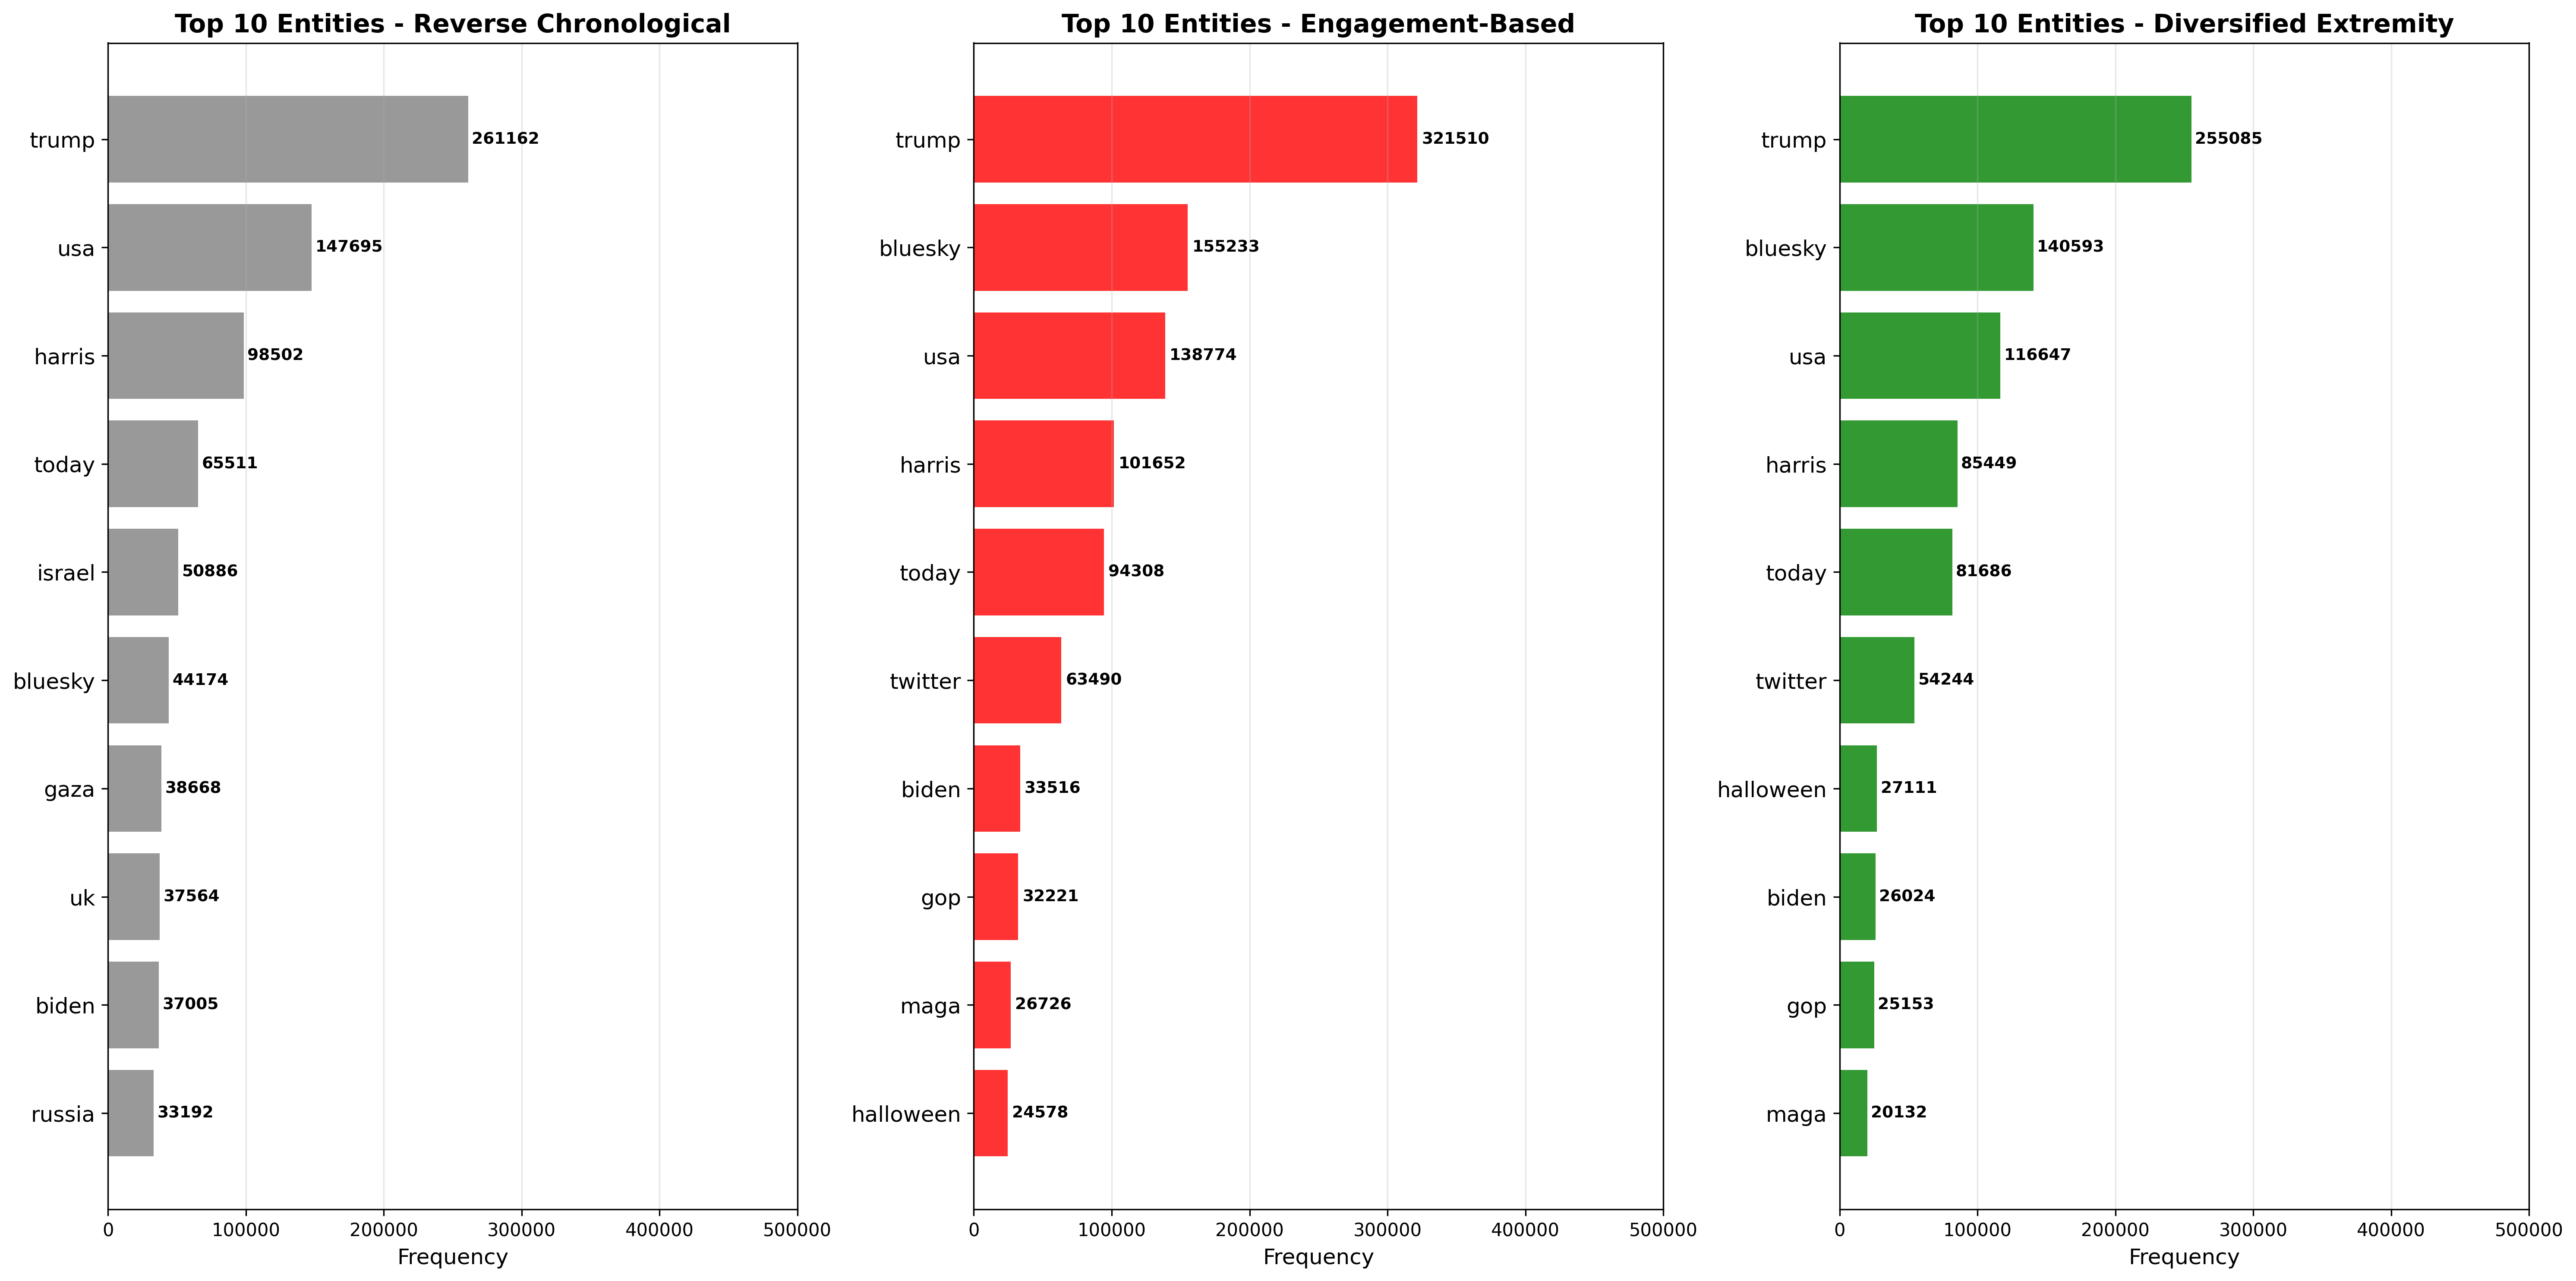 Top 10 Entities - Reverse Chronological
trump 261162
usa 147695
harris 98502
today 65511
israel 50886
bluesky 44174
gaza 38668
uk 37564
biden 37005
russia 33192
0 100000 200000 300000 400000 500000
Frequency
Top 10 Entities - Engagement-Based
trump 321510
bluesky 155233
usa 138774
harris 101652
today 94308
twitter 63490
biden 33516
gop 32221
maga 26726
halloween 24578
0 100000 200000 300000 400000 500000
Frequency
Top 10 Entities - Diversified Extremity
trump 255085
bluesky 140593
usa 116647
harris 85449
today 81686
twitter 54244
halloween 27111
biden 26024
gop 25153
maga 20132
0 100000 200000 300000 400000 500000
Frequency